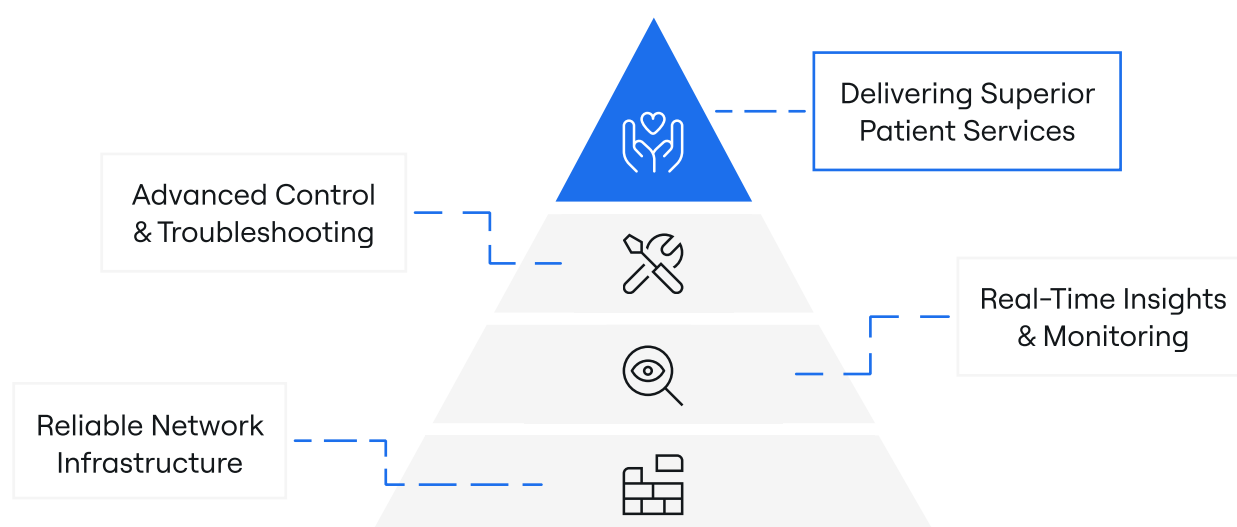 Delivering Superior
Patient Services
Advanced Control
& Troubleshooting
Real-Time Insights
& Monitoring
Reliable Network
Infrastructure